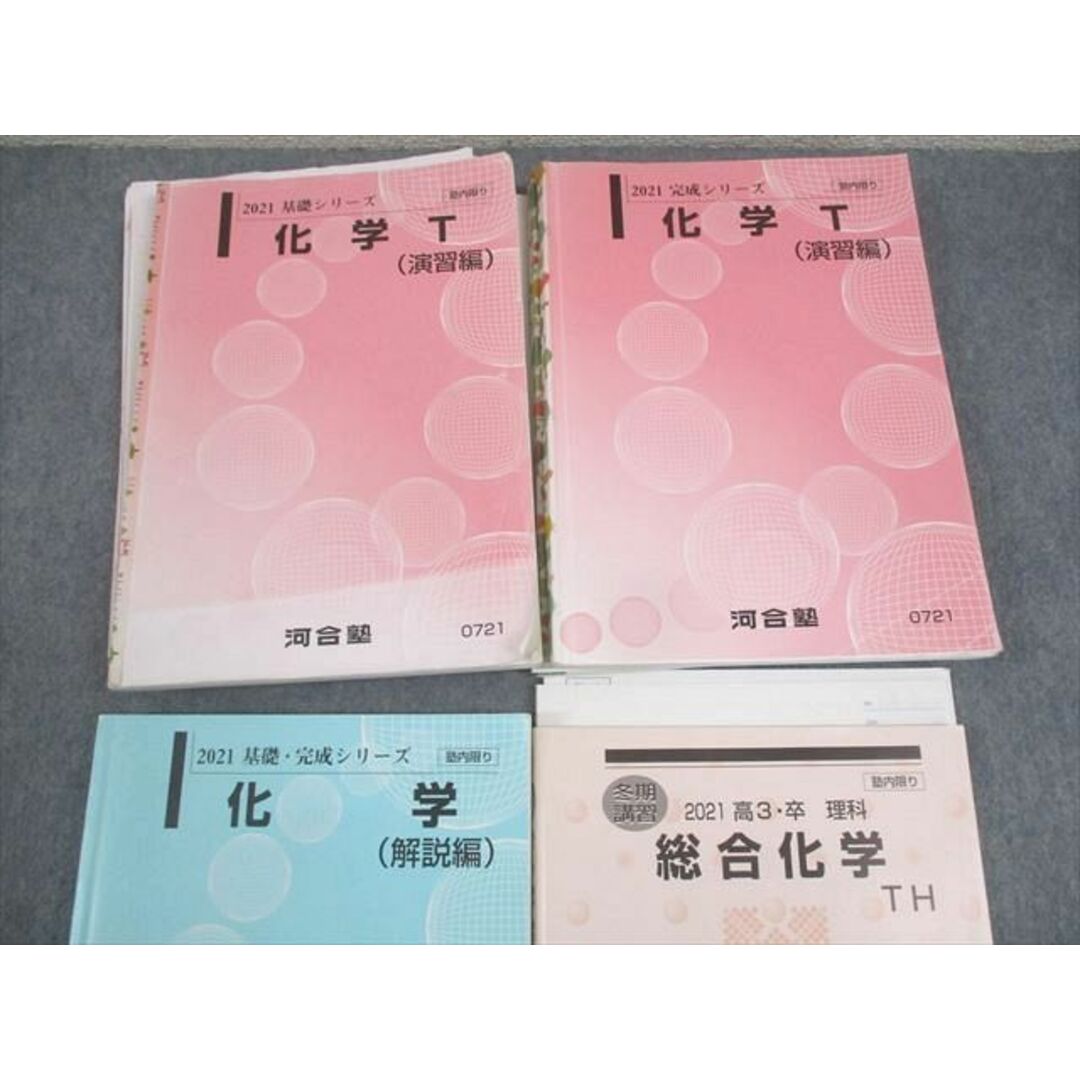 2021 基礎シリーズ
塾内限り
化学T
(演習編)
河合塾
0721
2021 完成シリーズ
塾内限り
化学T
(演習編)
河合塾
0721
2021 基礎・完成シリーズ
塾内限り
化学
(解説編)
塾内限り
冬期
講習
2021 高3・卒 理科
総合化学
TH